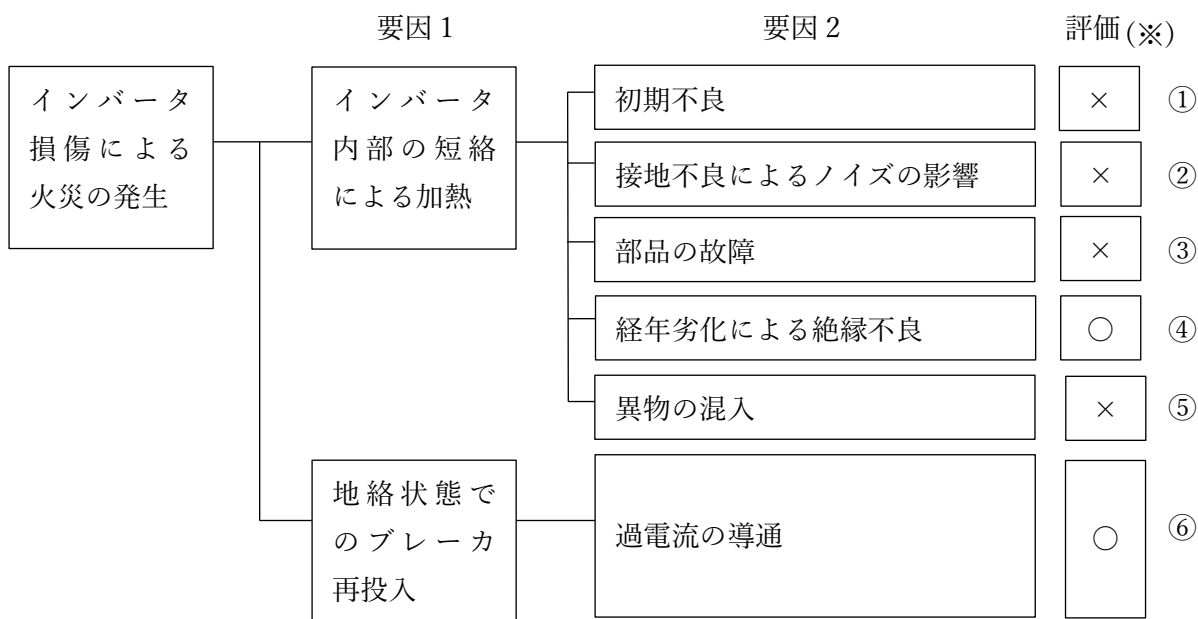 要因1 要因2 評価(※)
インバータ
損傷による
火災の発生
インバータ
内部の短絡
による加熱
初期不良 × ①
接地不良によるノイズの影響 × ②
部品の故障 × ③
経年劣化による絶縁不良 ○ ④
異物の混入 × ⑤
地絡状態で
のブレーカ
再投入
過電流の導通 ○ ⑥